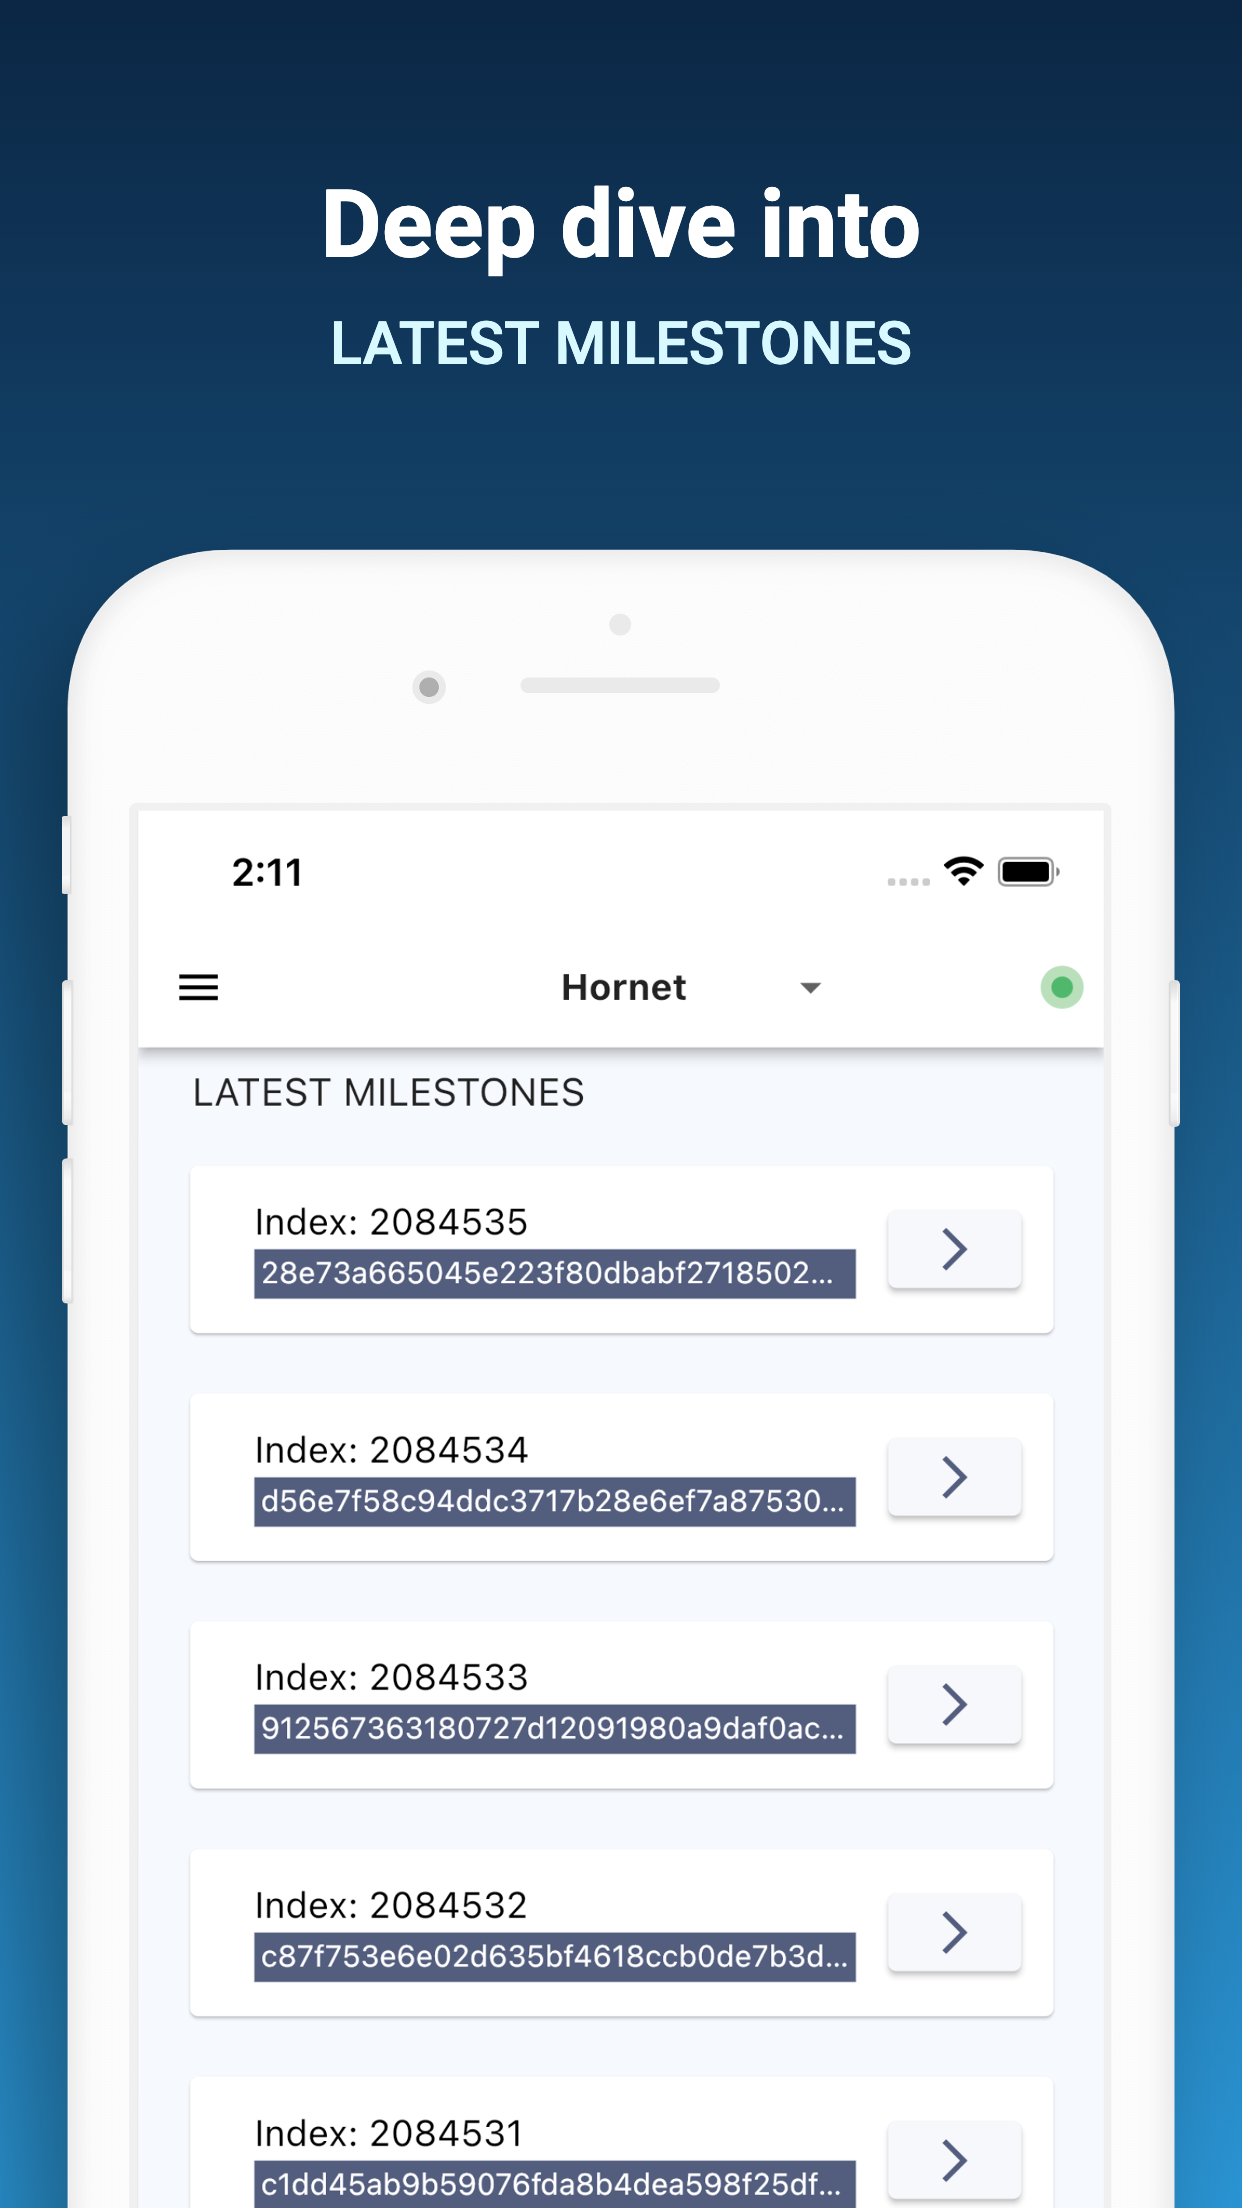 Deep dive into
LATEST MILESTONES
2:11
Hornet
LATEST MILESTONES
Index: 2084535
28e73a665045e223f80dbabf2718502...
Index: 2084534
d56e7f58c94ddc3717b28e6ef7a87530...
Index: 2084533
912567363180727d12091980a9daf0ac...
Index: 2084532
c87f753e6e02d635bf4618ccb0de7b3d...
Index: 2084531
c1dd45ab9b59076fda8b4dea598f25df...